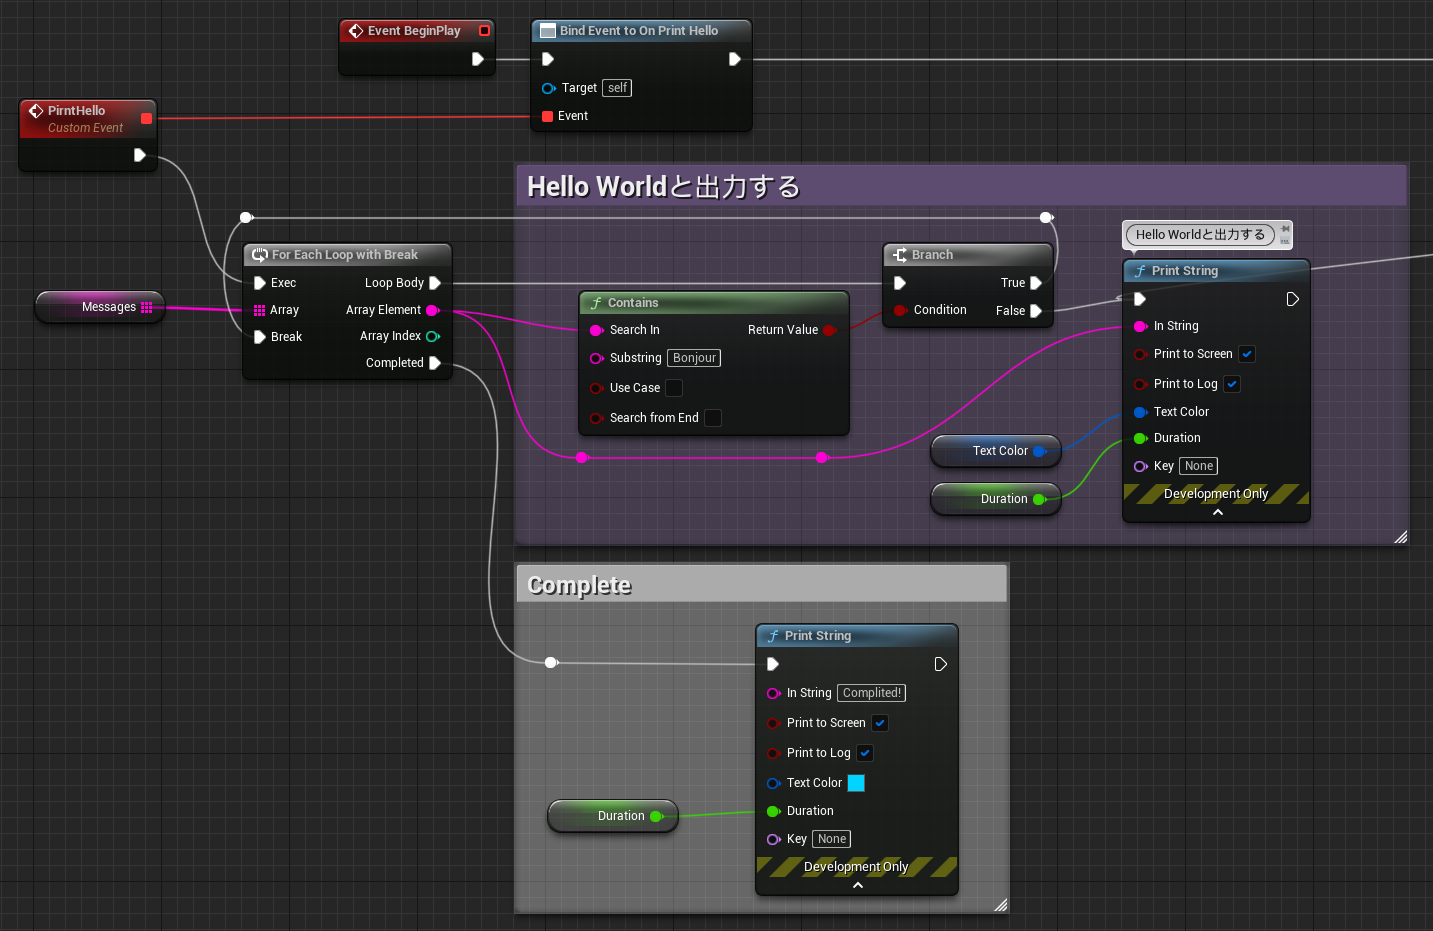 Event BeginPlay
Bind Event to On Print Hello
Target self
Event
PirntHello
Custom Event
Hello Worldと出力する
For Each Loop with Break
Exec
Loop Body
Array
Array Element
Break
Array Index
Completed
Messages
Contains
Search In
Return Value
Substring Bonjour
Use Case
Search from End
Branch
True
Condition
False
Hello Worldと出力する
Print String
In String
Print to Screen
Print to Log
Text Color
Duration
Key None
Development Only
Text Color
Duration
Complete
Print String
In String Complited!
Print to Screen
Print to Log
Text Color
Duration
Key None
Development Only
Duration